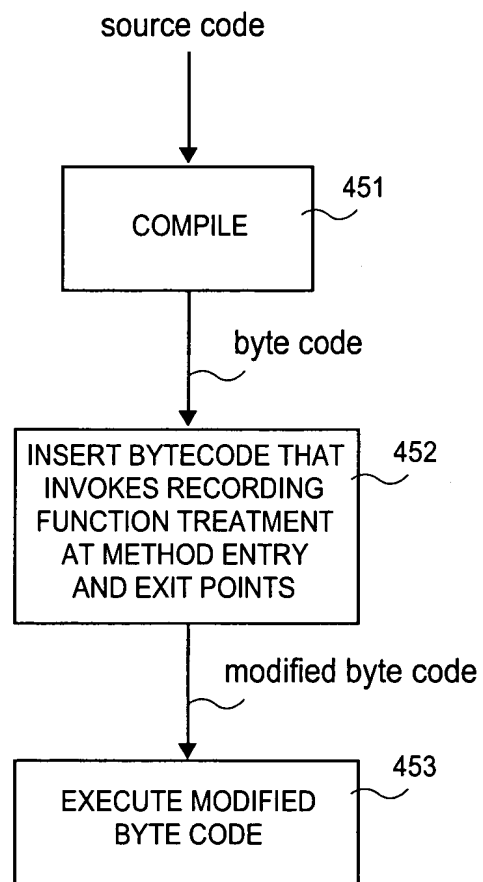 source code
451
COMPILE
byte code
INSERT BYTECODE THAT
INVOKES RECORDING
FUNCTION TREATMENT
AT METHOD ENTRY
AND EXIT POINTS
452
modified byte code
453
EXECUTE MODIFIED
BYTE CODE